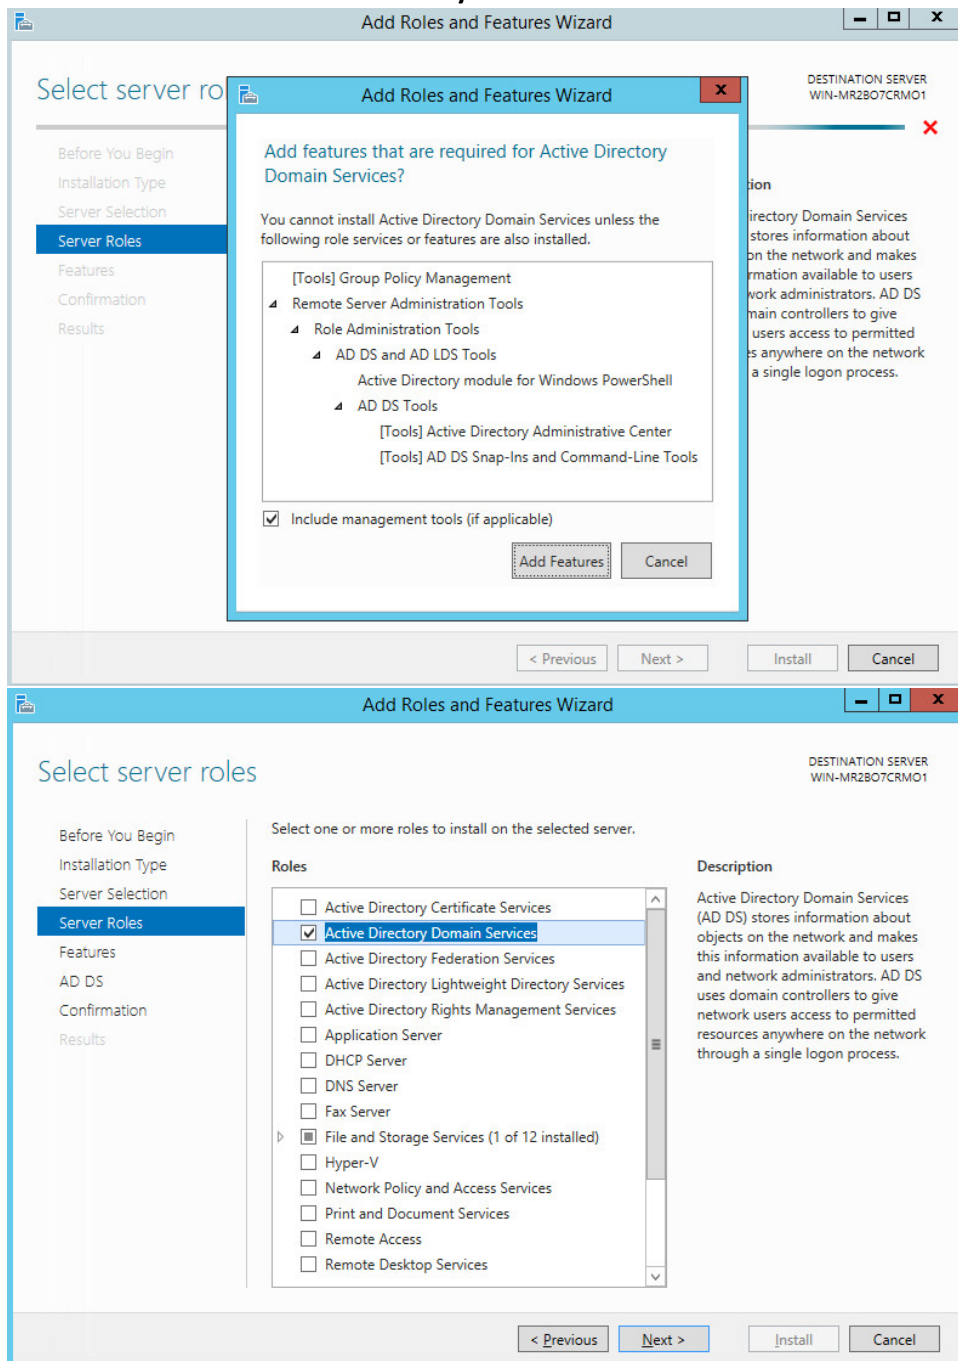 Add Roles and Features Wizard
Select server rol
DESTINATION SERVER
WIN-MR2BO7CRMO1
Before You Begin
Installation Type
Server Selection
Server Roles
Features
Confirmation
Results
Add Roles and Features Wizard
Add features that are required for Active Directory
Domain Services?
You cannot install Active Directory Domain Services unless the
following role services or features are also installed.
[Tools] Group Policy Management
Remote Server Administration Tools
Role Administration Tools
AD DS and AD LDS Tools
Active Directory module for Windows PowerShell
AD DS Tools
[Tools] Active Directory Administrative Center
[Tools] AD DS Snap-Ins and Command-Line Tools
Include management tools (if applicable)
Add Features
Cancel
tion
irectory Domain Services
stores information about
on the network and makes
rmation available to users
work administrators. AD DS
main controllers to give
users access to permitted
es anywhere on the network
a single logon process.
< Previous
Next >
Install
Cancel
Add Roles and Features Wizard
Select server roles
DESTINATION SERVER
WIN-MR2BO7CRMO1
Before You Begin
Installation Type
Server Selection
Server Roles
Features
AD DS
Confirmation
Results
Select one or more roles to install on the selected server.
Roles
Active Directory Certificate Services
Active Directory Domain Services
Active Directory Federation Services
Active Directory Lightweight Directory Services
Active Directory Rights Management Services
Application Server
DHCP Server
DNS Server
Fax Server
File and Storage Services (1 of 12 installed)
Hyper-V
Network Policy and Access Services
Print and Document Services
Remote Access
Remote Desktop Services
Description
Active Directory Domain Services
(AD DS) stores information about
objects on the network and makes
this information available to users
and network administrators. AD DS
uses domain controllers to give
network users access to permitted
resources anywhere on the network
through a single logon process.
< Previous
Next >
Install
Cancel